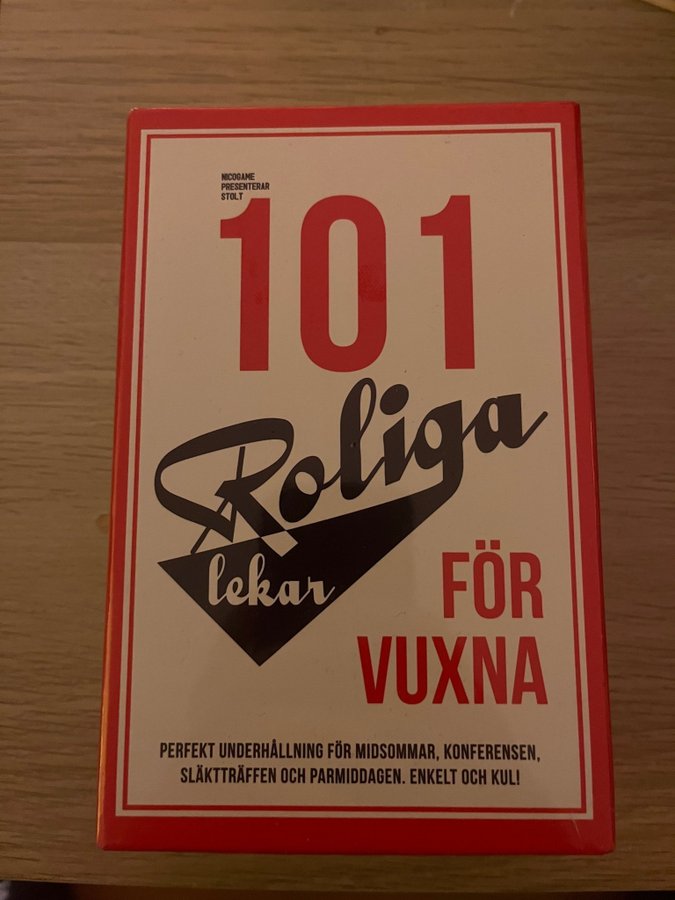 NICOGAME
PRESENTERAR
STOLT
101
Roliga
lekar
FÖR
VUXNA
PERFEKT UNDERHÅLLNING FÖR MIDSOMMAR, KONFERENSEN,
SLÄKTTRÄFFEN OCH PARMIDDAGEN. ENKELT OCH KUL!